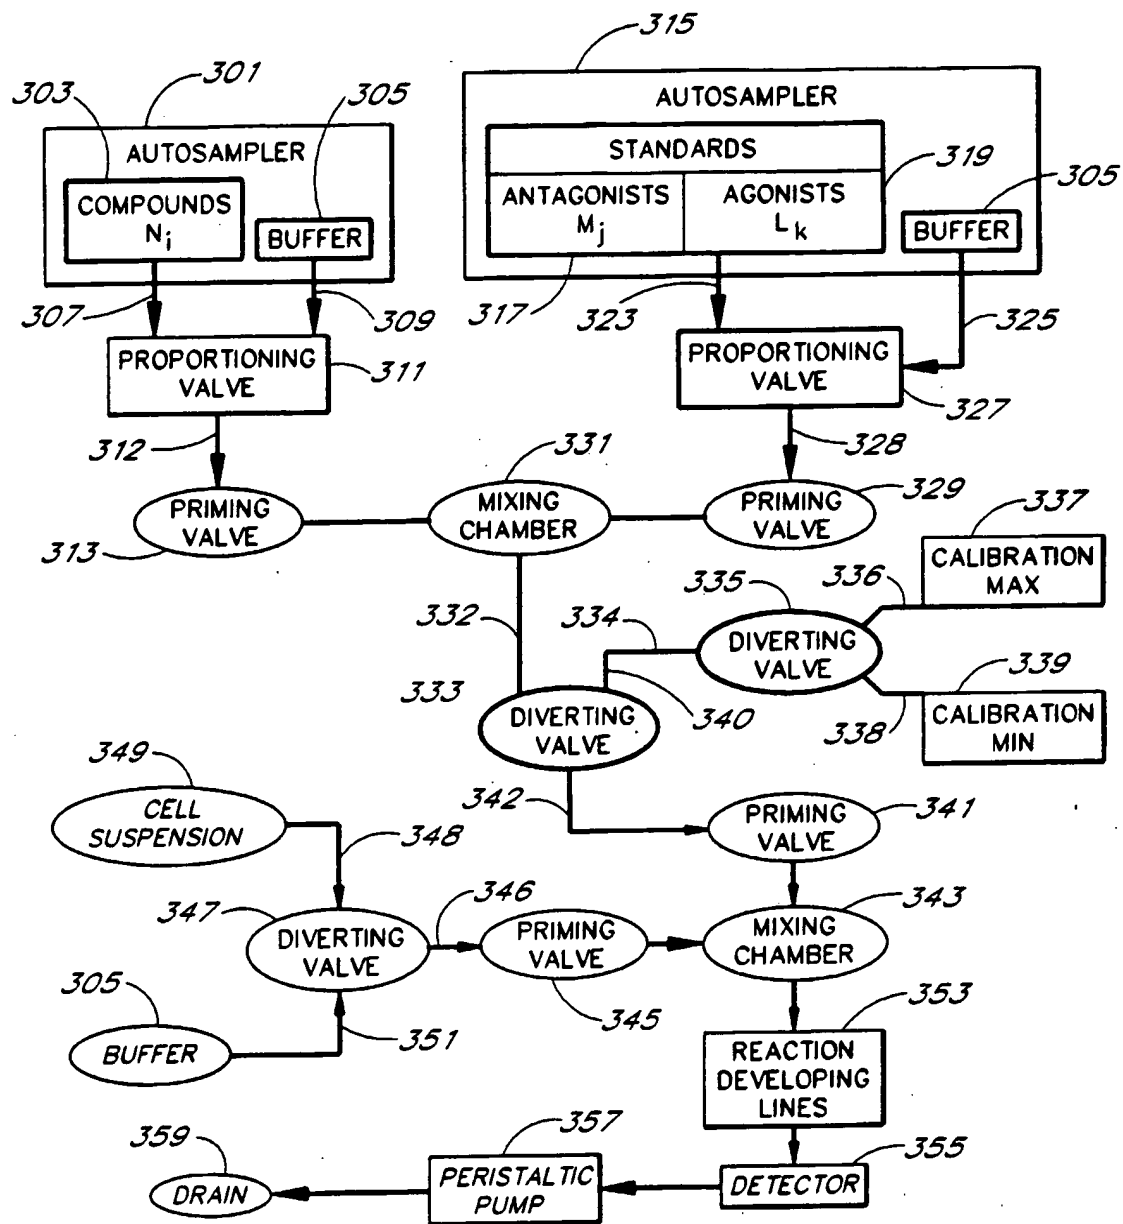 315
301
303
305
AUTOSAMPLER
AUTOSAMPLER
STANDARDS
319
COMPOUNDS
N_i
BUFFER
ANTAGONISTS
M_j
AGONISTS
L_k
305
BUFFER
307
309
317
323
325
PROPORTIONING
VALVE
311
PROPORTIONING
VALVE
327
312
331
328
PRIMING
VALVE
313
MIXING
CHAMBER
PRIMING
VALVE
329
337
CALIBRATION
MAX
336
335
332
334
DIVERTING
VALVE
339
333
340
338
CALIBRATION
MIN
DIVERTING
VALVE
349
CELL
SUSPENSION
342
341
PRIMING
VALVE
348
347
346
343
DIVERTING
VALVE
PRIMING
VALVE
MIXING
CHAMBER
305
BUFFER
351
345
353
REACTION
DEVELOPING
LINES
359
357
355
DRAIN
PERISTALTIC
PUMP
DETECTOR